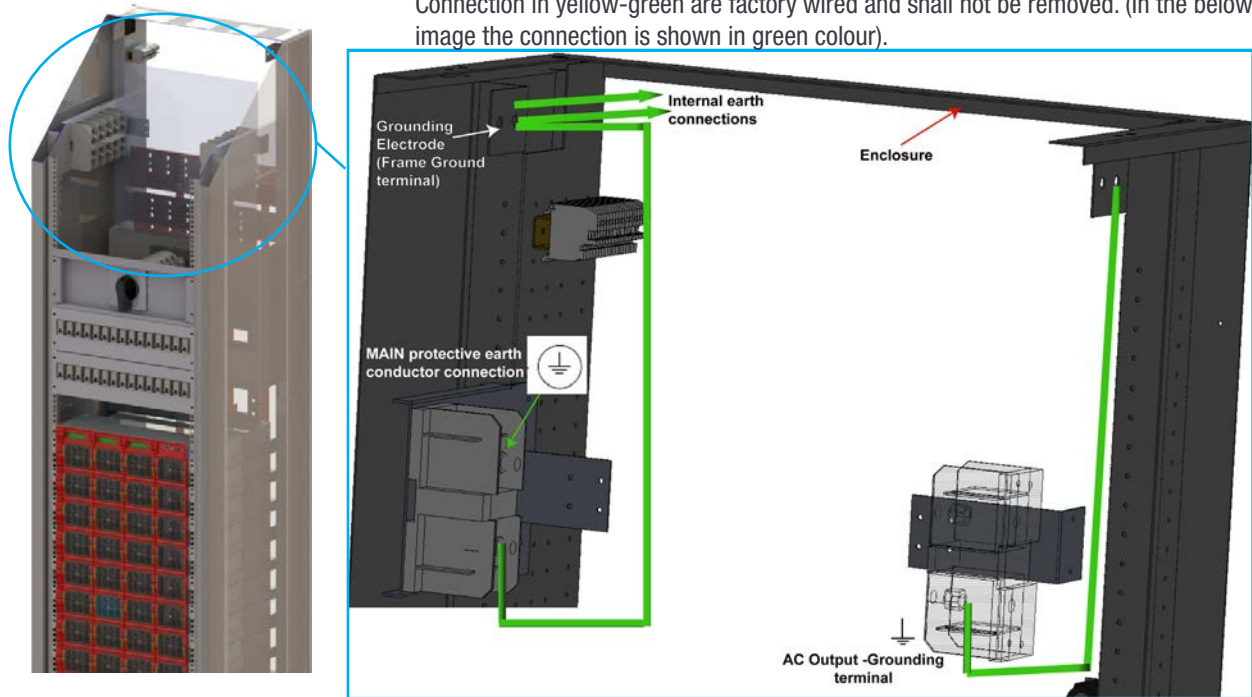 Connection in yellow-green are factory wired and shall not be removed. (In the below
image the connection is shown in green colour).
Internal earth
connections
Grounding
Electrode
(Frame Ground
terminal)
Enclosure
MAIN protective earth
conductor connection
AC Output -Grounding
terminal